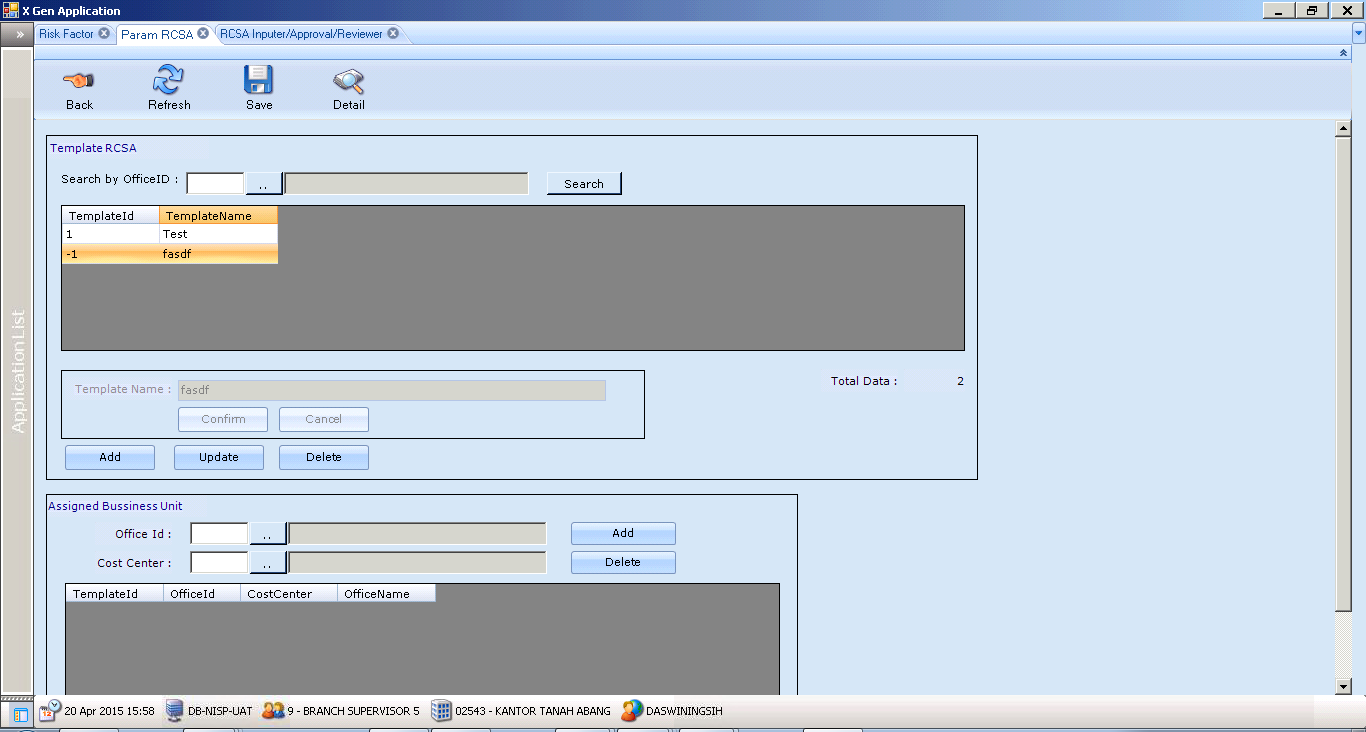 X Gen Application
»
Risk Factor Param RCSA RCSA Inputer/Approval/Reviewer
Back Refresh Save Detail
Application List
Template RCSA
Search by OfficeID : .. Search
TemplateId TemplateName
1 Test
-1 fasdf
Template Name : fasdf
Total Data : 2
Confirm Cancel
Add Update Delete
Assigned Bussiness Unit
Office Id : .. Add
Cost Center : .. Delete
TemplateId OfficeId CostCenter OfficeName
12 20 Apr 2015 15:58 DB-NISP-UAT 9 - BRANCH SUPERVISOR 5 02543 - KANTOR TANAH ABANG DASWININGSIH